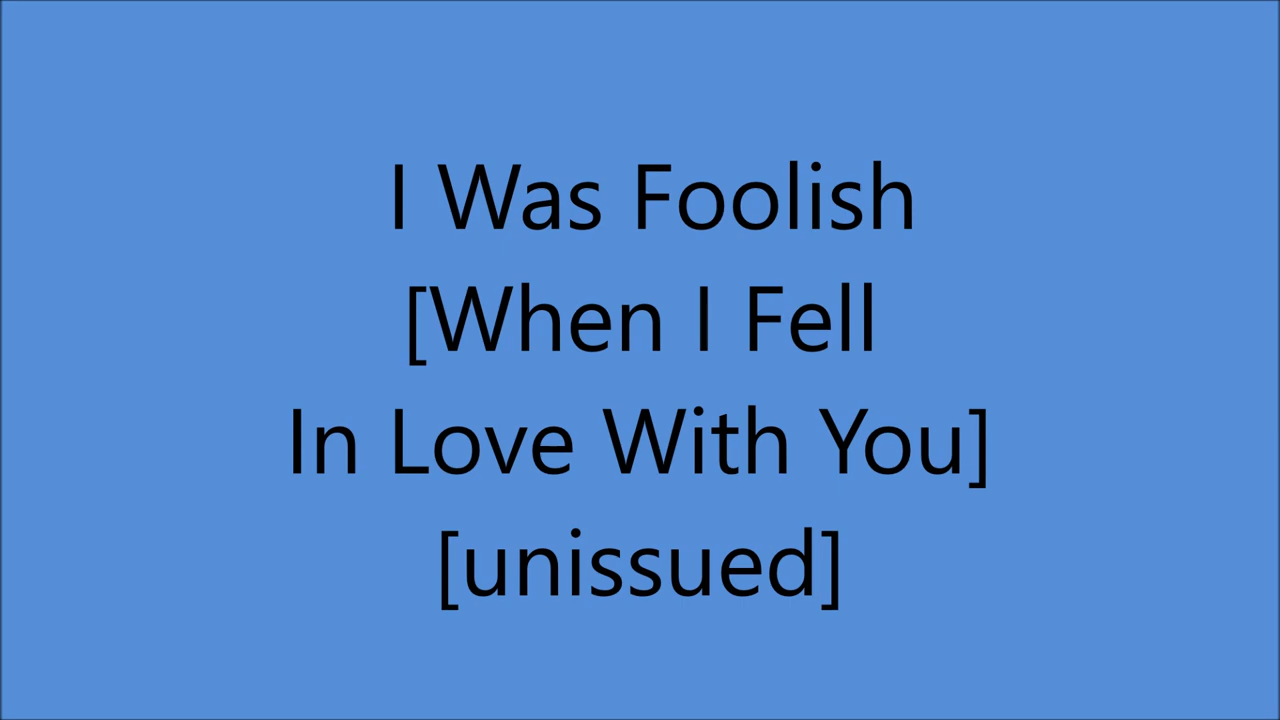 I Was Foolish
[When I Fell
In Love With You]
[unissued]